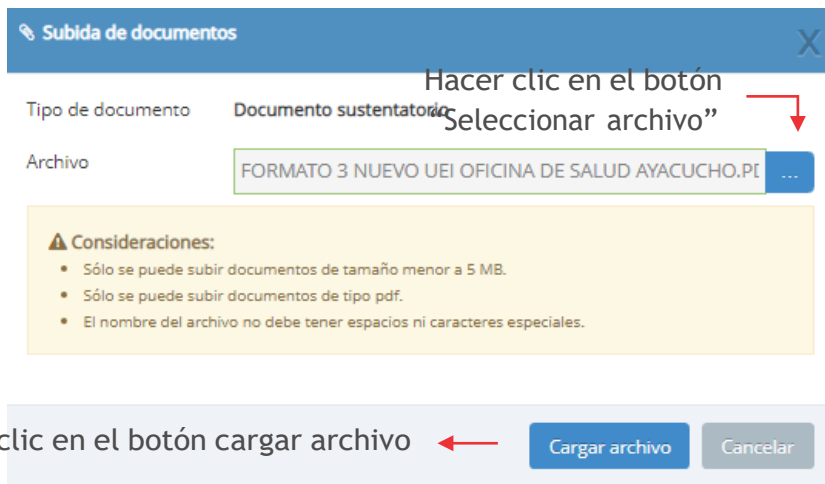 Subida de documentos
X
Hacer clic en el botón
Tipo de documento Documento sustentatorio
“Seleccionar archivo”
Archivo FORMATO 3 NUEVO UEI OFICINA DE SALUD AYACUCHO.PD ...
Consideraciones:
• Sólo se puede subir documentos de tamaño menor a 5 MB.
• Sólo se puede subir documentos de tipo pdf.
• El nombre del archivo no debe tener espacios ni caracteres especiales.
clic en el botón cargar archivo
Cargar archivo Cancelar